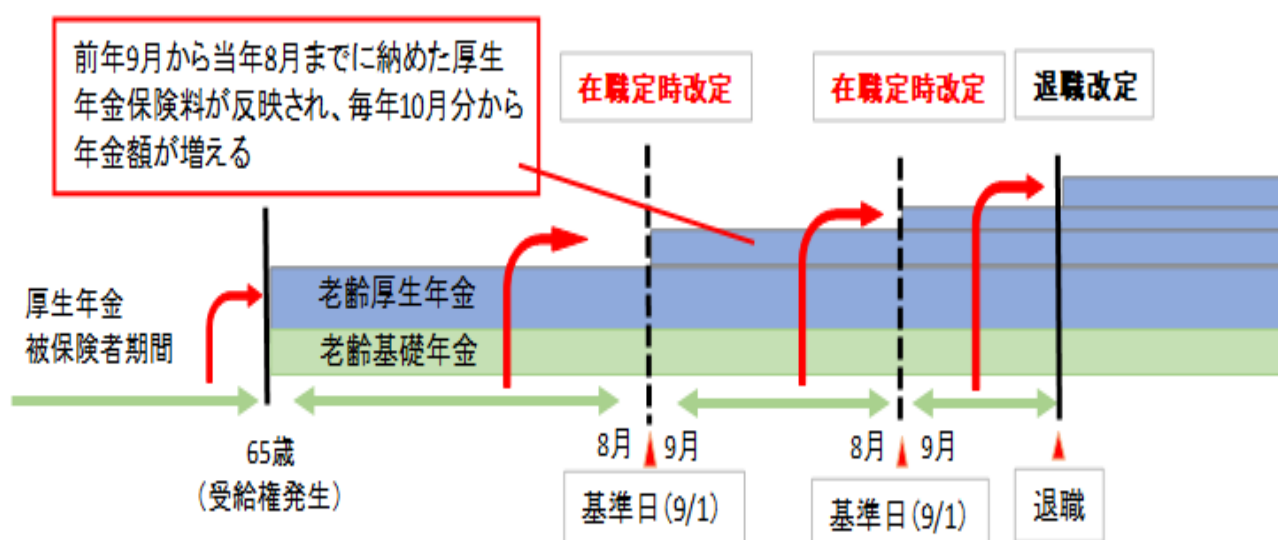 前年9月から当年8月までに納めた厚生
年金保険料が反映され、毎年10月分から
年金額が増える
在職定時改定
在職定時改定
退職改定
厚生年金
被保険者期間
老齢厚生年金
老齢基礎年金
65歳
(受給権発生)
8月
9月
8月
9月
基準日(9/1)
基準日(9/1)
退職